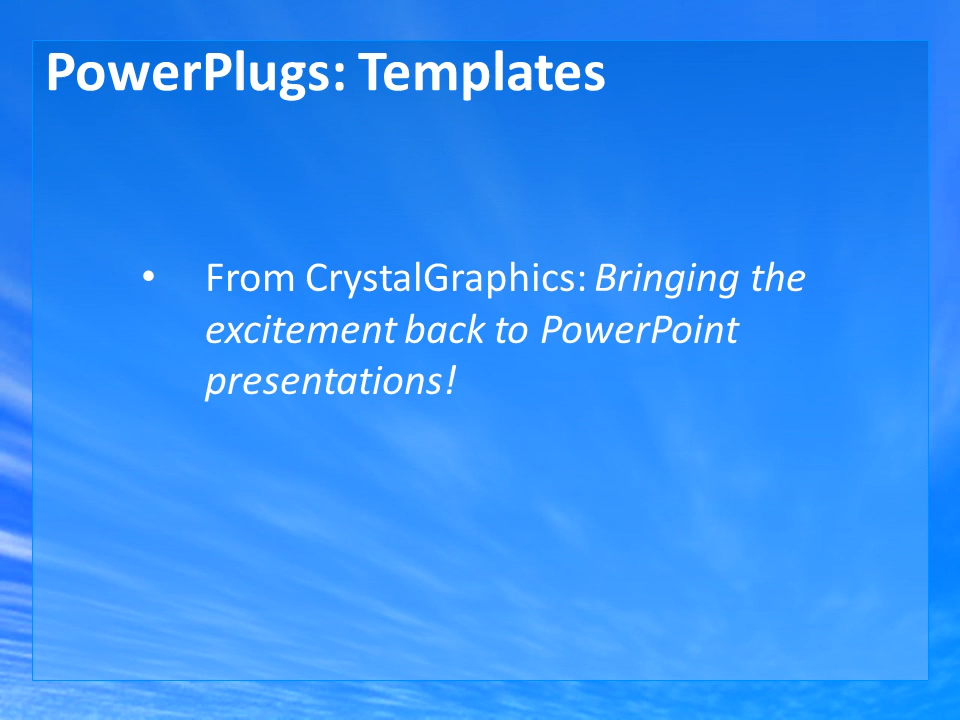 PowerPlugs: Templates
• From CrystalGraphics: Bringing the
excitement back to PowerPoint
presentations!